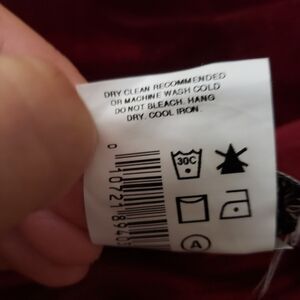 DRY CLEAN RECOMMENDED
OR MACHINE WASH COLD
DO NOT BLEACH. HANG
DRY. COOL IRON
30C
A